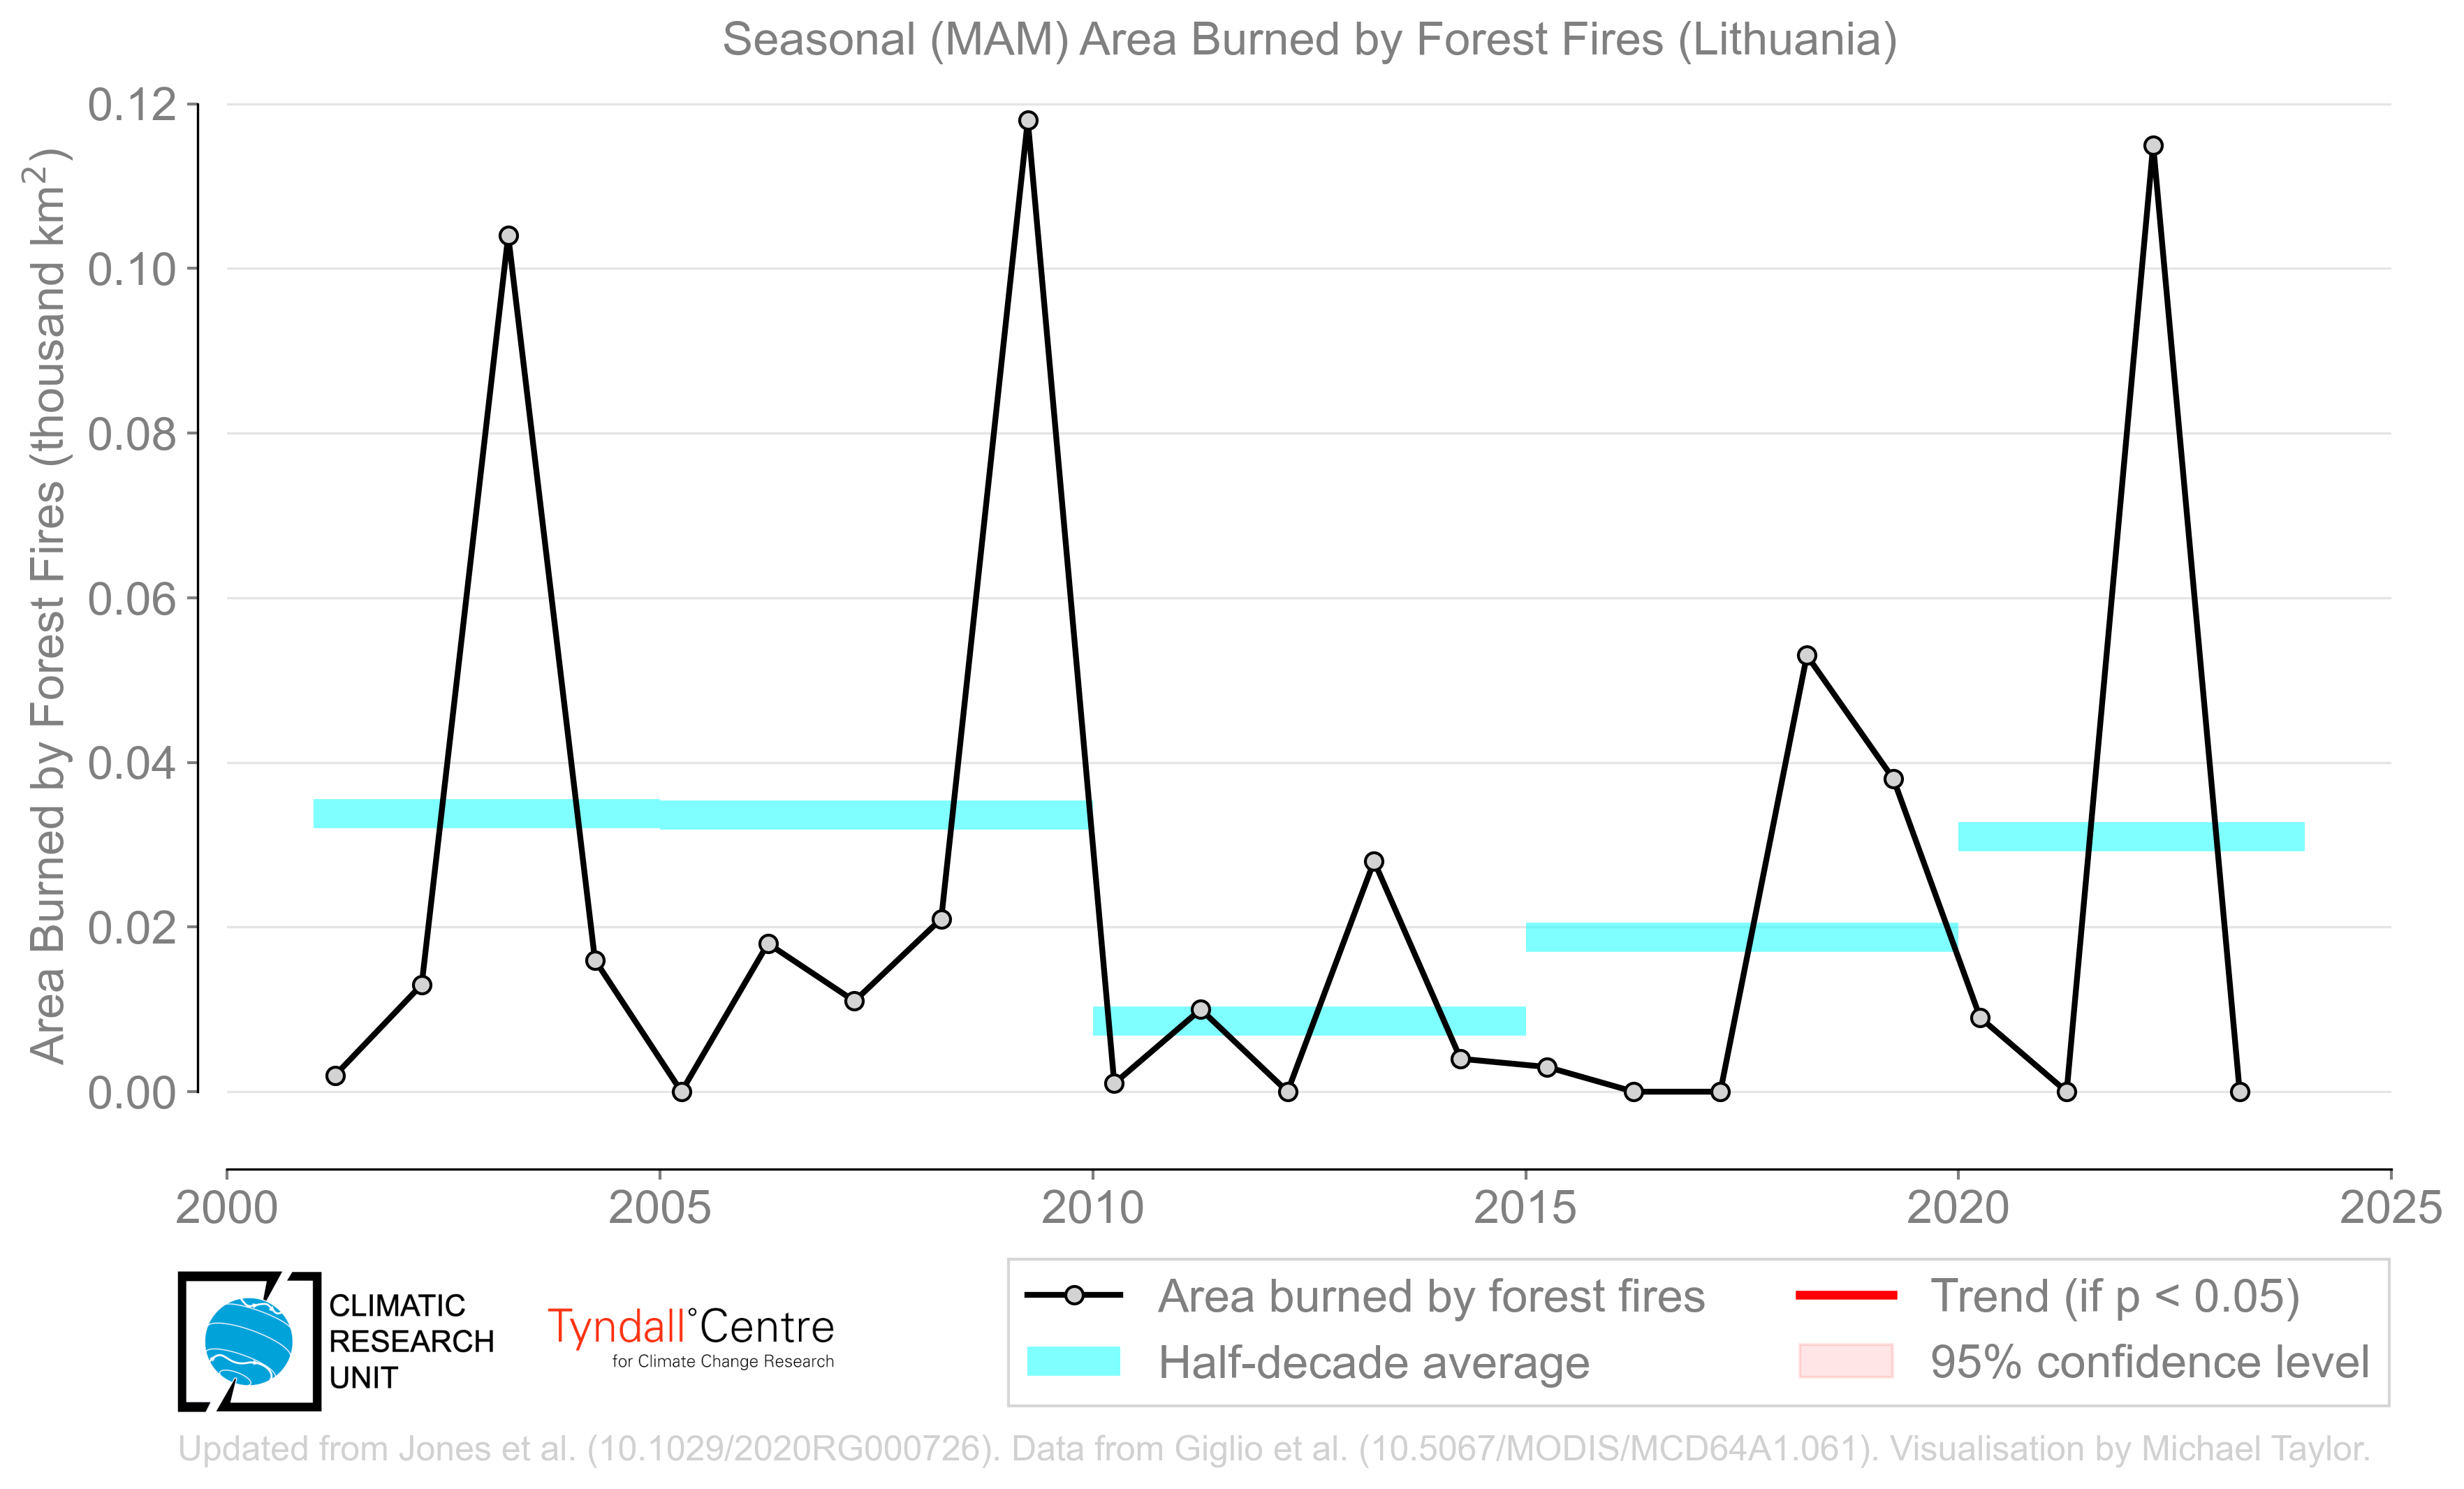 Seasonal (MAM) Area Burned by Forest Fires (Lithuania)
Area Burned by Forest Fires (thousand km²)
0.12
0.10
0.08
0.06
0.04
0.02
0.00
2000
2005
2010
2015
2020
2025
CLIMATIC
RESEARCH
UNIT
Tyndall°Centre
for Climate Change Research
Area burned by forest fires
Half-decade average
Trend (if p < 0.05)
95% confidence level
Updated from Jones et al. (10.1029/2020RG000726). Data from Giglio et al. (10.5067/MODIS/MCD64A1.061). Visualisation by Michael Taylor.